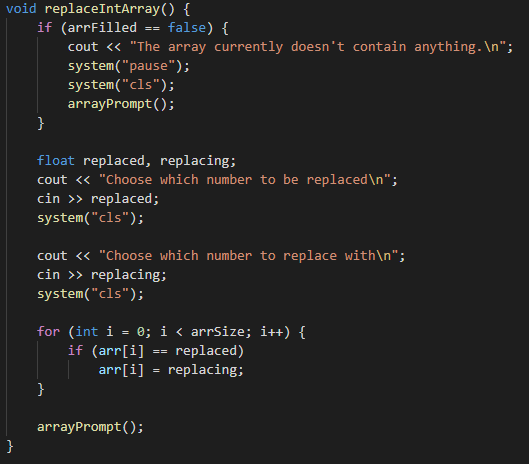 void replaceIntArray() {
    if (arrFilled == false) {
        cout << "The array currently doesn't contain anything.\n";
        system("pause");
        system("cls");
        arrayPrompt();
    }

    float replaced, replacing;
    cout << "Choose which number to be replaced\n";
    cin >> replaced;
    system("cls");

    cout << "Choose which number to replace with\n";
    cin >> replacing;
    system("cls");

    for (int i = 0; i < arrSize; i++) {
        if (arr[i] == replaced)
            arr[i] = replacing;
    }

    arrayPrompt();
}